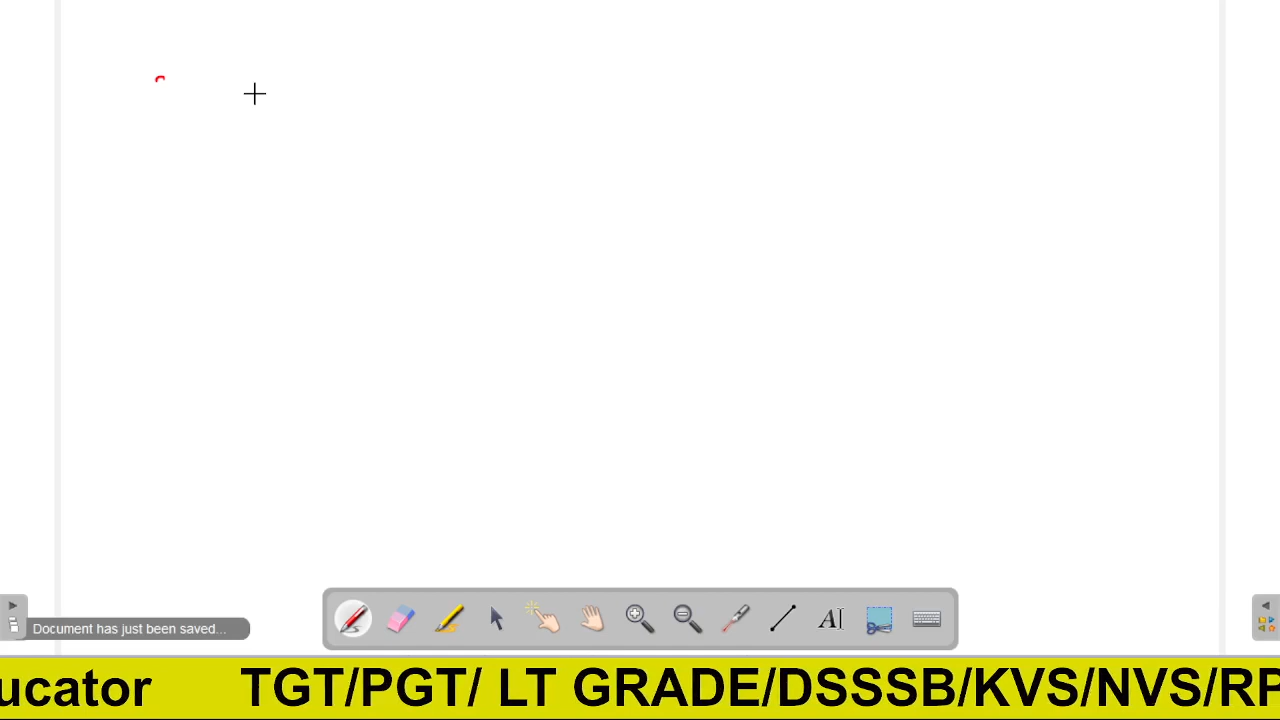 Document has just been saved...
ucator TGT/PGT/ LT GRADE/DSSSB/KVS/NVS/RP